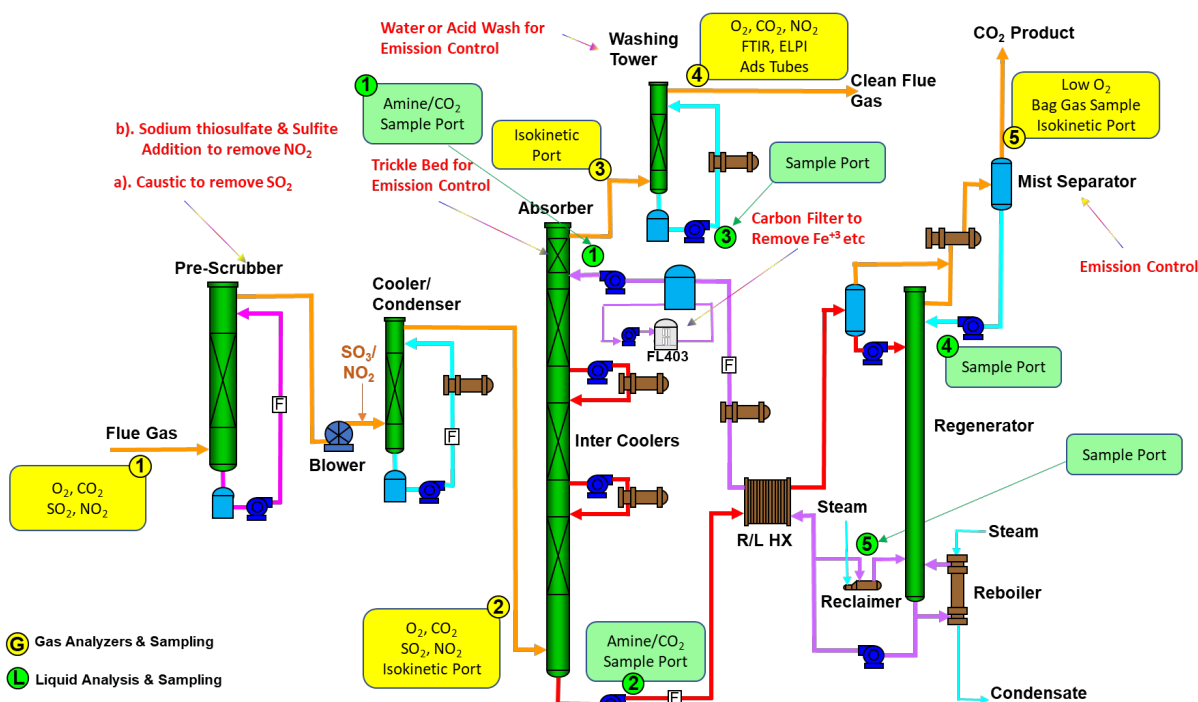 Water or Acid Wash for
Emission Control
Washing
Tower
O₂, CO₂, NO₂
FTIR, ELPI
Ads Tubes
4
Clean Flue
Gas
CO₂ Product
Low O₂
Bag Gas Sample
Isokinetic Port
5
Mist Separator
Emission Control
1
Amine/CO₂
Sample Port
b). Sodium thiosulfate & Sulfite
Addition to remove NO₂
a). Caustic to remove SO₂
Isokinetic
Port
3
Trickle Bed for
Emission Control
Sample Port
3
Absorber
1
Carbon Filter to
Remove Fe⁺³ etc
Pre-Scrubber
Cooler/
Condenser
FL403
F
SO₃/
NO₂
F
F
4
Sample Port
Flue Gas
1
O₂, CO₂
SO₂, NO₂
Blower
Inter Coolers
Regenerator
Sample Port
R/L HX
Steam
5
Reclaimer
Steam
Reboiler
2
O₂, CO₂
SO₂, NO₂
Isokinetic Port
Amine/CO₂
Sample Port
2
F
Condensate
G Gas Analyzers & Sampling
L Liquid Analysis & Sampling